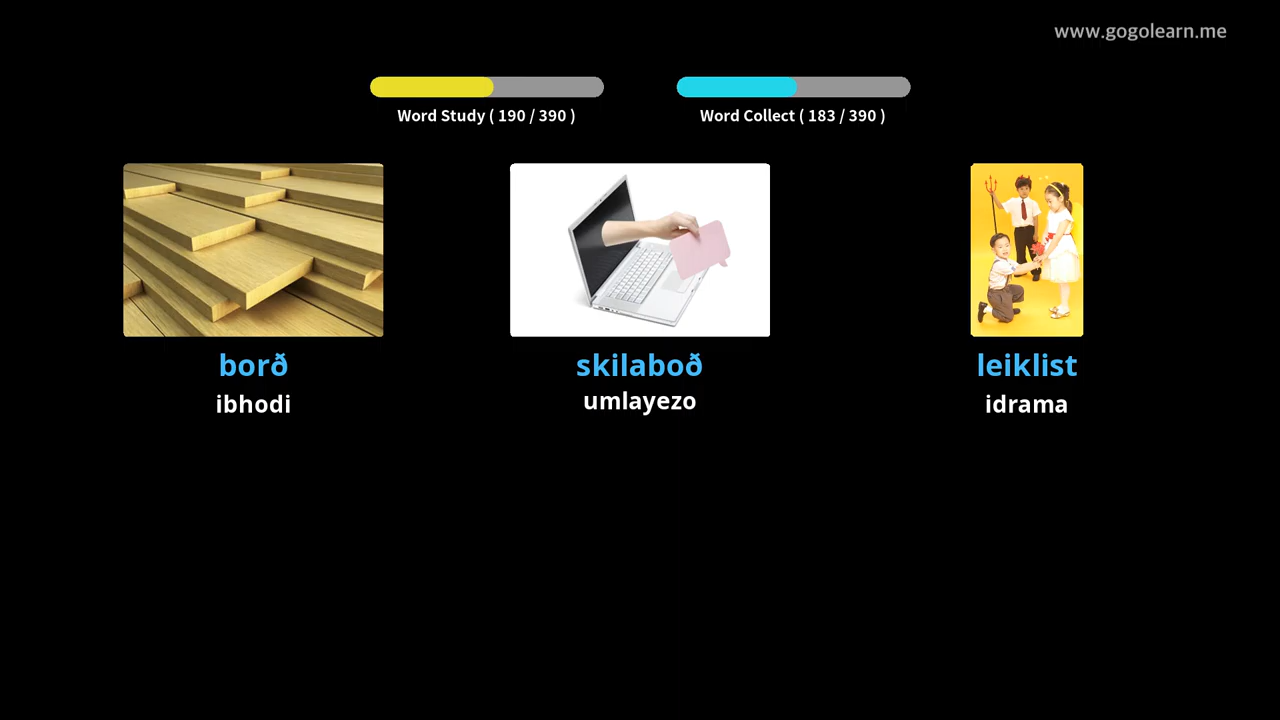 www.gogolearn.me
Word Study ( 190 / 390 )
Word Collect ( 183 / 390 )
borð
skilaboð
leiklist
ibhodi
umlayezo
idrama